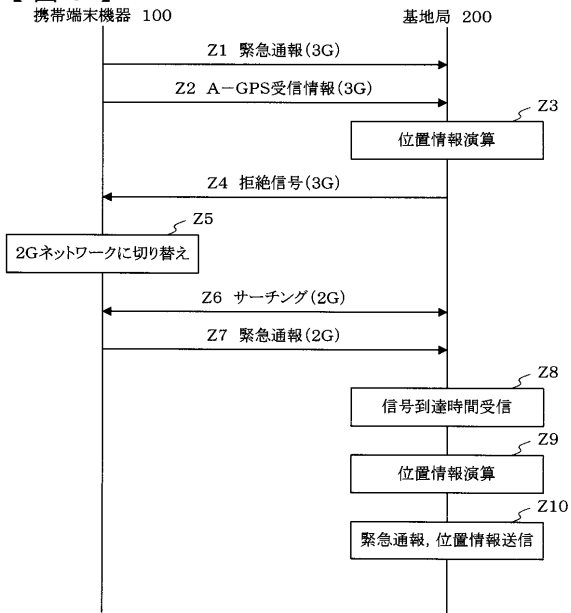 携帯端末機器 100
基地局 200
Z1 緊急通報(3G)
Z2 A－GPS受信情報(3G)
Z3
位置情報演算
Z4 拒絶信号(3G)
Z5
2Gネットワークに切り替え
Z6 サーチング(2G)
Z7 緊急通報(2G)
Z8
信号到達時間受信
Z9
位置情報演算
Z10
緊急通報，位置情報送信